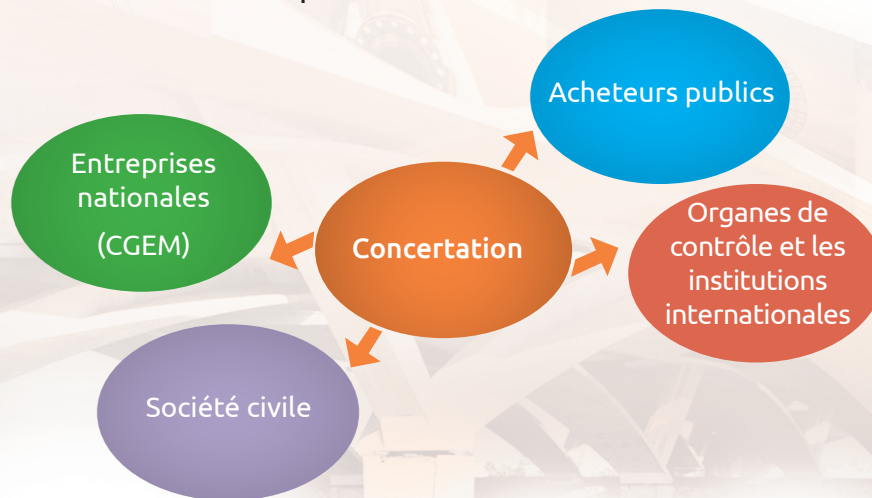 Acheteurs publics
Entreprises
nationales
(CGEM)
Concertation
Organes de
contrôle et les
institutions
internationales
Société civile